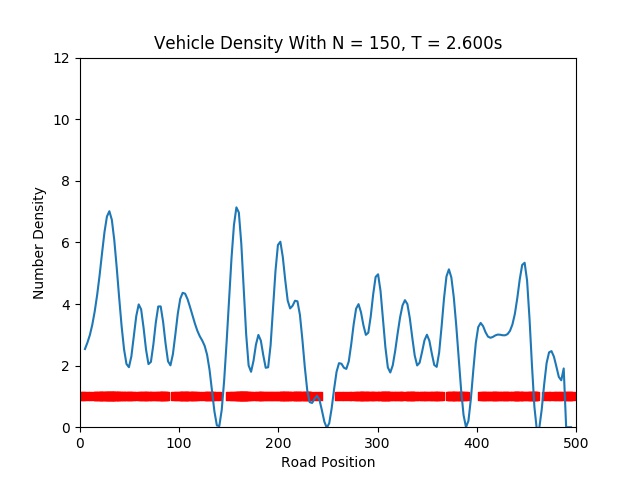 Vehicle Density With N = 150, T = 2.600s
12
10
8
6
4
2
0
Number Density
0 100 200 300 400 500
Road Position